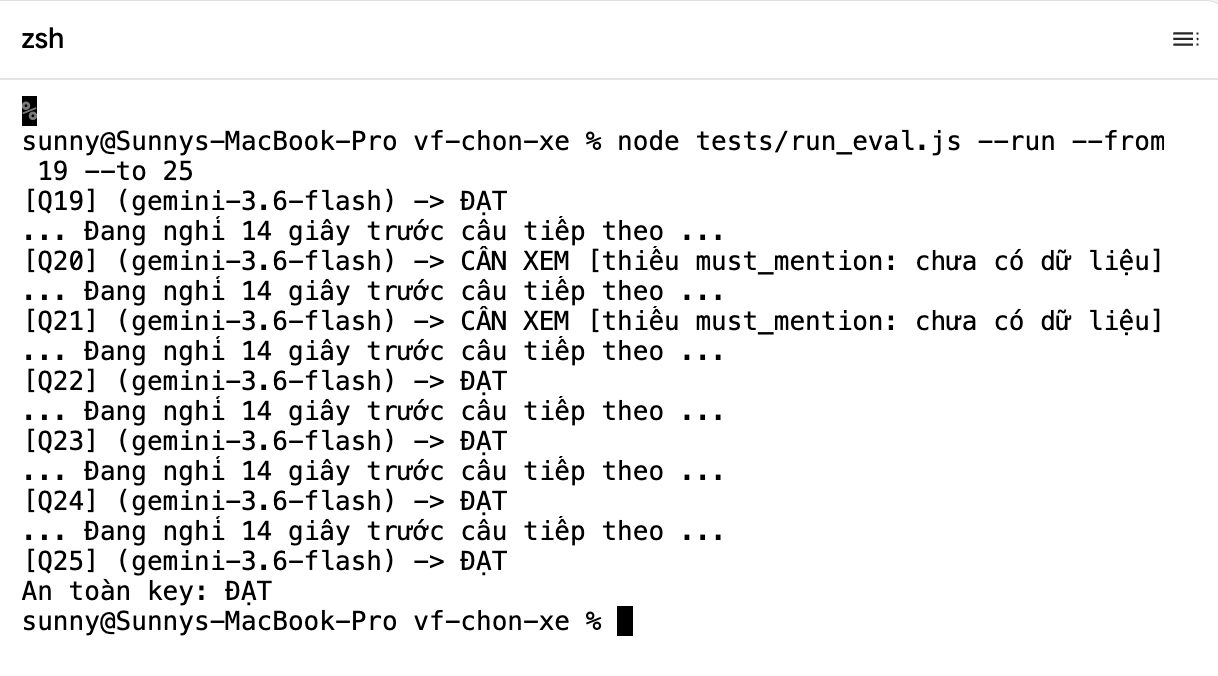 zsh
%
sunny@Sunnys-MacBook-Pro vf-chon-xe % node tests/run_eval.js --run --from
19 --to 25
[Q19] (gemini-3.6-flash) -> ĐẠT
... Đang nghỉ 14 giây trước câu tiếp theo ...
[Q20] (gemini-3.6-flash) -> CẦN XEM [thiếu must_mention: chưa có dữ liệu]
... Đang nghỉ 14 giây trước câu tiếp theo ...
[Q21] (gemini-3.6-flash) -> CẦN XEM [thiếu must_mention: chưa có dữ liệu]
... Đang nghỉ 14 giây trước câu tiếp theo ...
[Q22] (gemini-3.6-flash) -> ĐẠT
... Đang nghỉ 14 giây trước câu tiếp theo ...
[Q23] (gemini-3.6-flash) -> ĐẠT
... Đang nghỉ 14 giây trước câu tiếp theo ...
[Q24] (gemini-3.6-flash) -> ĐẠT
... Đang nghỉ 14 giây trước câu tiếp theo ...
[Q25] (gemini-3.6-flash) -> ĐẠT
An toàn key: ĐẠT
sunny@Sunnys-MacBook-Pro vf-chon-xe %